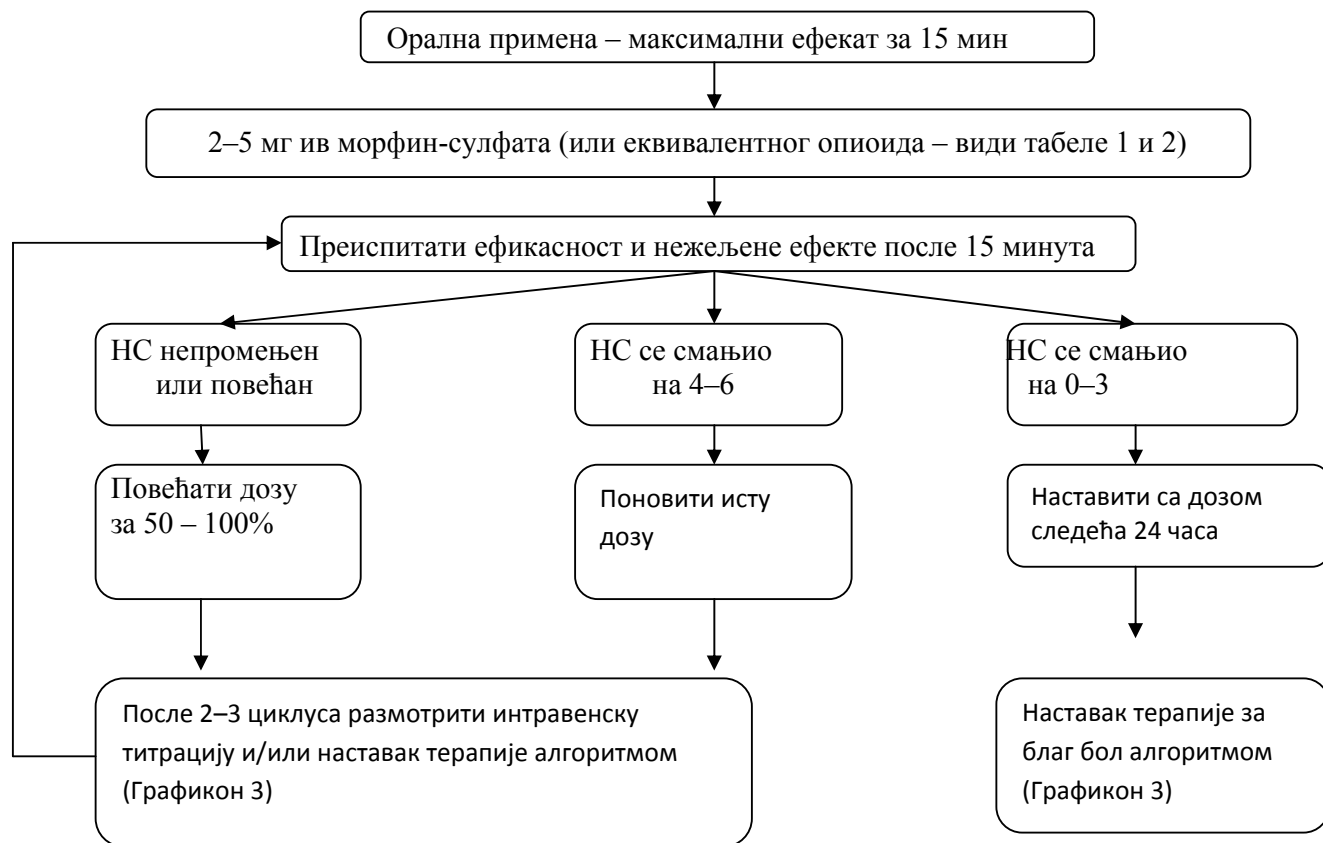 Орална примена – максимални ефекат за 15 мин
2–5 мг ив морфин-сулфата (или еквивалентног опиоида – види табеле 1 и 2)
Преиспитати ефикасност и нежељене ефекте после 15 минута
НС непромењен
или повећан
НС се смањио
на 4–6
НС се смањио
на 0–3
Повећати дозу
за 50 – 100%
Поновити исту
дозу
Наставити са дозом
следећа 24 часа
После 2–3 циклуса размотрити интравенску
титрацију и/или наставак терапије алгоритмом
(Графикон 3)
Наставак терапије за
благ бол алгоритмом
(Графикон 3)